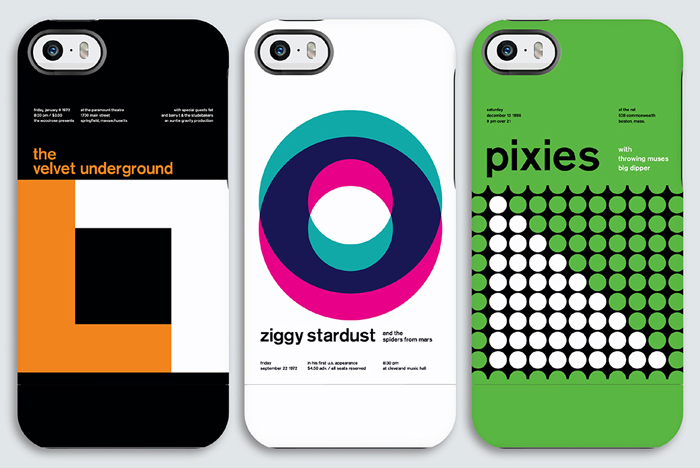 friday, january 9 1970
8:30 pm / $3.00
the woodrose presents
at the paramount theatre
1700 main street
springfield, massachusetts
with special guests fat
and barry t & the studebakers
an auntie gravity production
the
velvet underground
ziggy stardust
and the
spiders from mars
friday
september 22 1972
in his first u.s. appearance
$4.50 adv. / all seats reserved
8:30 pm
at cleveland music hall
saturday
december 13 1986
9 pm over 21
at the rat
528 commonwealth
boston, mass.
pixies
with
throwing muses
big dipper